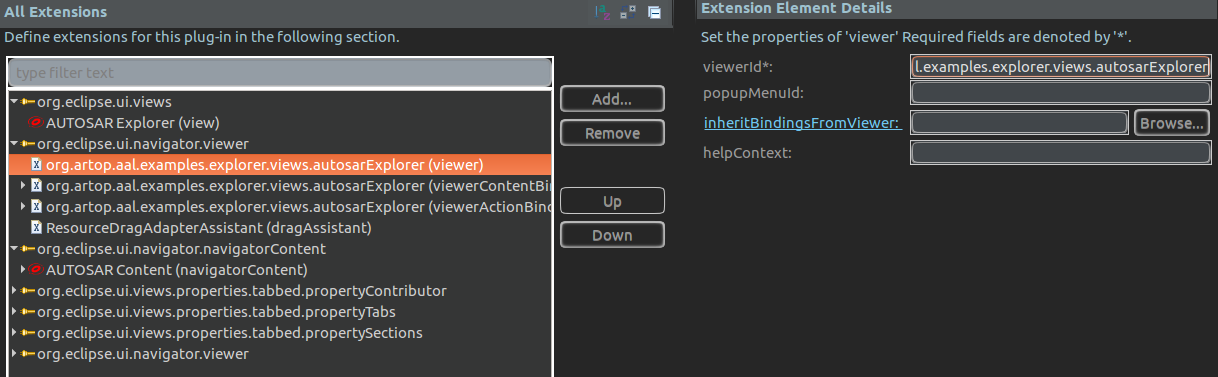 All Extensions
Define extensions for this plug-in in the following section.
type filter text
org.eclipse.ui.views
AUTOSAR Explorer (view)
org.eclipse.ui.navigator.viewer
org.artop.aal.examples.explorer.views.autosarExplorer (viewer)
org.artop.aal.examples.explorer.views.autosarExplorer (viewerContentBin
org.artop.aal.examples.explorer.views.autosarExplorer (viewerActionBinc
ResourceDragAdapterAssistant (dragAssistant)
org.eclipse.ui.navigator.navigatorContent
AUTOSAR Content (navigatorContent)
org.eclipse.ui.views.properties.tabbed.propertyContributor
org.eclipse.ui.views.properties.tabbed.propertyTabs
org.eclipse.ui.views.properties.tabbed.propertySections
org.eclipse.ui.navigator.viewer
Add...
Remove
Up
Down
Extension Element Details
Set the properties of 'viewer' Required fields are denoted by '*'.
viewerId*: l.examples.explorer.views.autosarExplorer
popupMenuId:
inheritBindingsFromViewer: Browse...
helpContext: